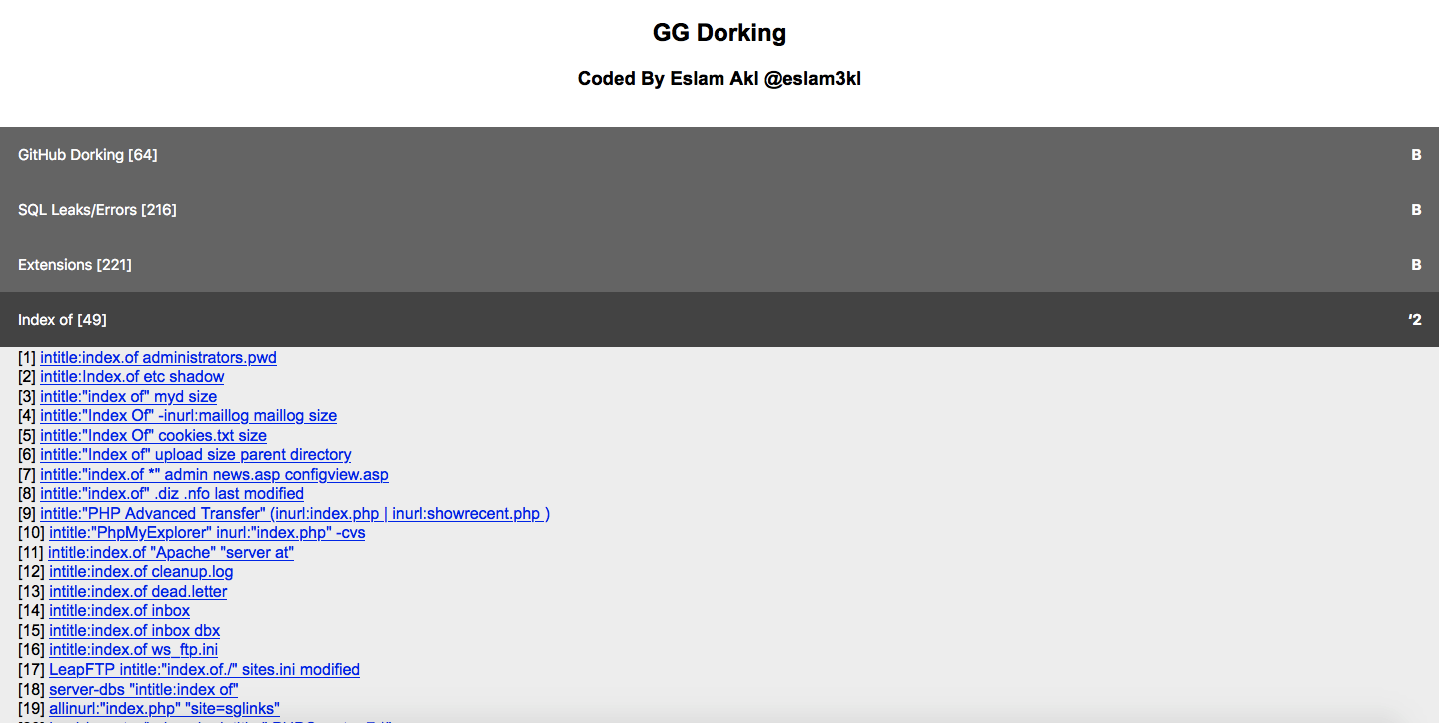 GG Dorking
Coded By Eslam Akl @eslam3kl
GitHub Dorking [64] B
SQL Leaks/Errors [216] B
Extensions [221] B
Index of [49] ‘2
[1] intitle:index.of administrators.pwd
[2] intitle:Index.of etc shadow
[3] intitle:"index of" myd size
[4] intitle:"Index Of" -inurl:maillog maillog size
[5] intitle:"Index Of" cookies.txt size
[6] intitle:"Index of" upload size parent directory
[7] intitle:"index.of *" admin news.asp configview.asp
[8] intitle:"index.of" .diz .nfo last modified
[9] intitle:"PHP Advanced Transfer" (inurl:index.php | inurl:showrecent.php )
[10] intitle:"PhpMyExplorer" inurl:"index.php" -cvs
[11] intitle:index.of "Apache" "server at"
[12] intitle:index.of cleanup.log
[13] intitle:index.of dead.letter
[14] intitle:index.of inbox
[15] intitle:index.of inbox dbx
[16] intitle:index.of ws_ftp.ini
[17] LeapFTP intitle:"index.of./" sites.ini modified
[18] server-dbs "intitle:index of"
[19] allinurl:"index.php" "site=sglinks"